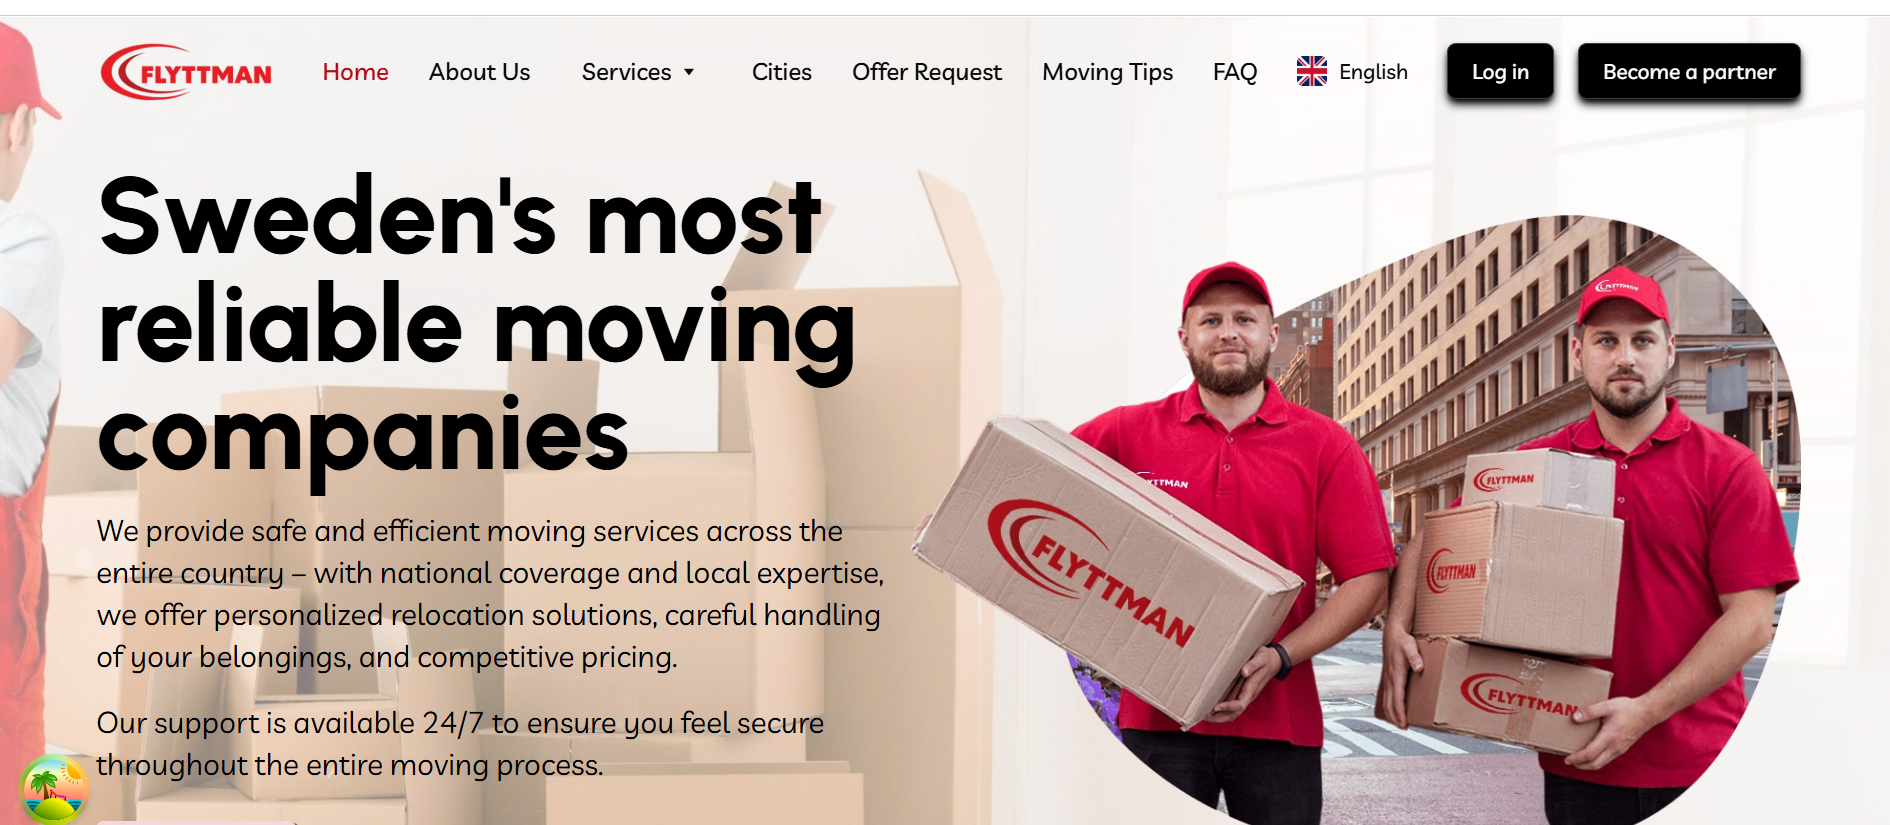 FLYTTMAN
Home
About Us
Services
Cities
Offer Request
Moving Tips
FAQ
English
Log in
Become a partner
Sweden's most
reliable moving
companies
We provide safe and efficient moving services across the
entire country – with national coverage and local expertise,
we offer personalized relocation solutions, careful handling
of your belongings, and competitive pricing.
Our support is available 24/7 to ensure you feel secure
throughout the entire moving process.
FLYTTMAN
FLYTTMAN
FLYTTMAN
FLYTTMAN
FLYTTMAN